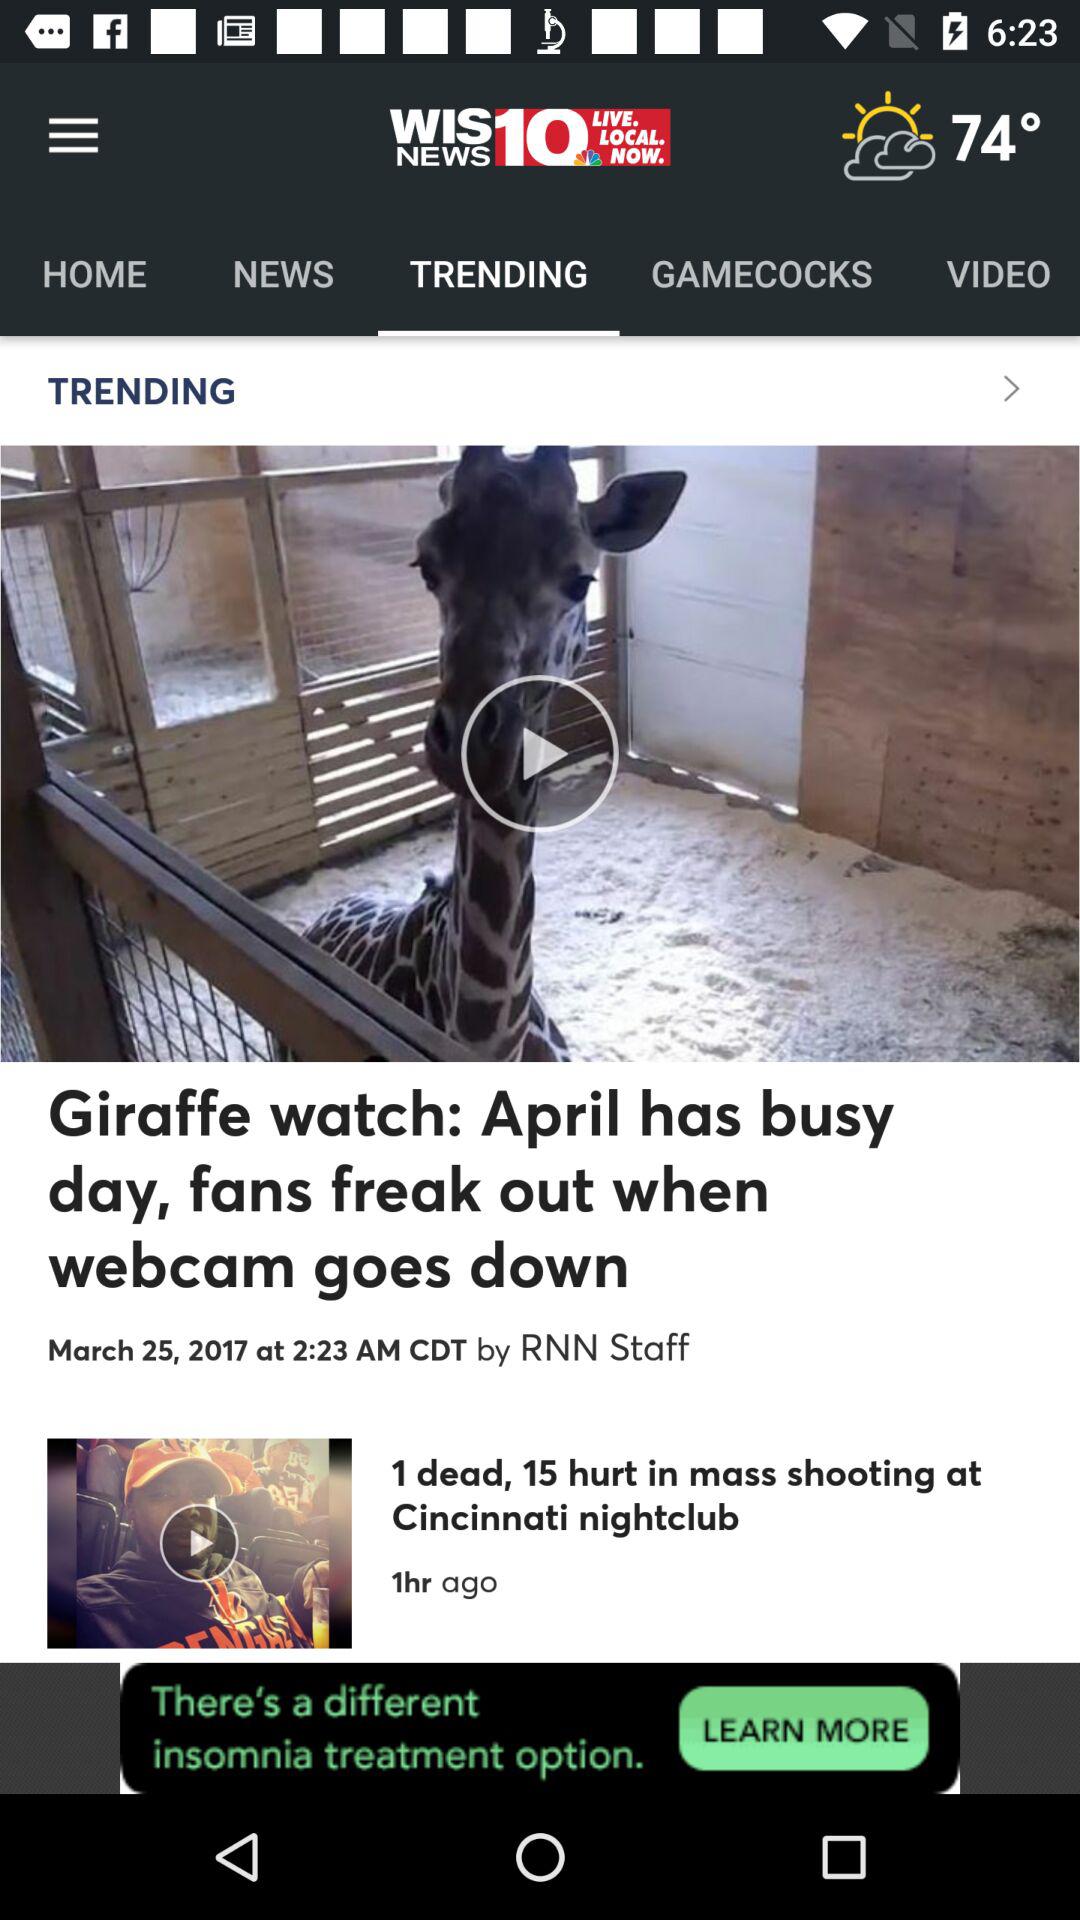 6:23
WIS NEWS 10 LIVE. LOCAL. NOW.
74°
HOME NEWS TRENDING GAMECOCKS VIDEO
TRENDING
Giraffe watch: April has busy
day, fans freak out when
webcam goes down
March 25, 2017 at 2:23 AM CDT by RNN Staff
1 dead, 15 hurt in mass shooting at
Cincinnati nightclub
1hr ago
There's a different
insomnia treatment option.
LEARN MORE